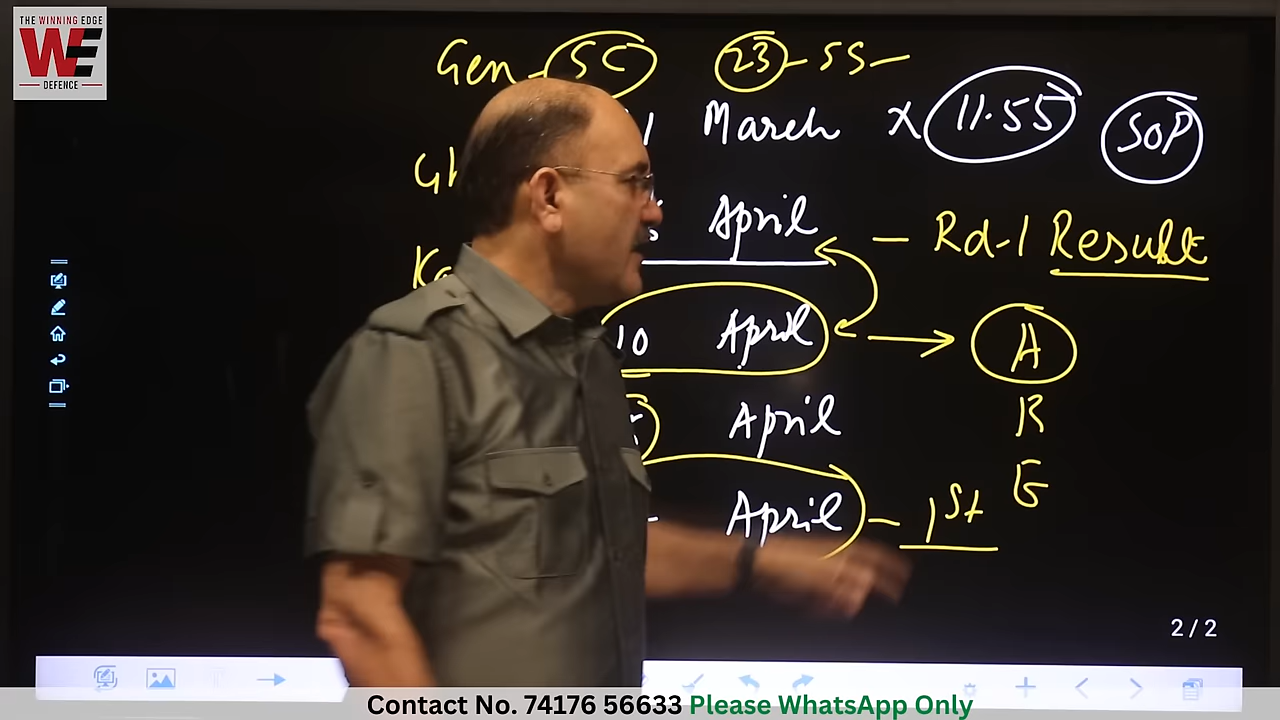 THE WINNING EDGE
WE
DEFENCE
Gen - SC 23 - SS -
March x 11.55 SOP
April - Rd-1 Result
10 April → A
April R
April - 1st E
2/2
Contact No. 74176 56633 Please WhatsApp Only